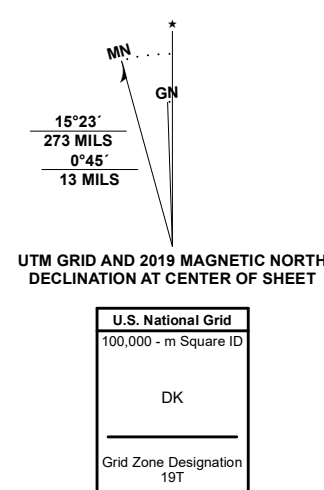 MN
GN
15°23´
273 MILS
0°45´
13 MILS
UTM GRID AND 2019 MAGNETIC NORTH
DECLINATION AT CENTER OF SHEET
U.S. National Grid
100,000 - m Square ID
DK
Grid Zone Designation
19T